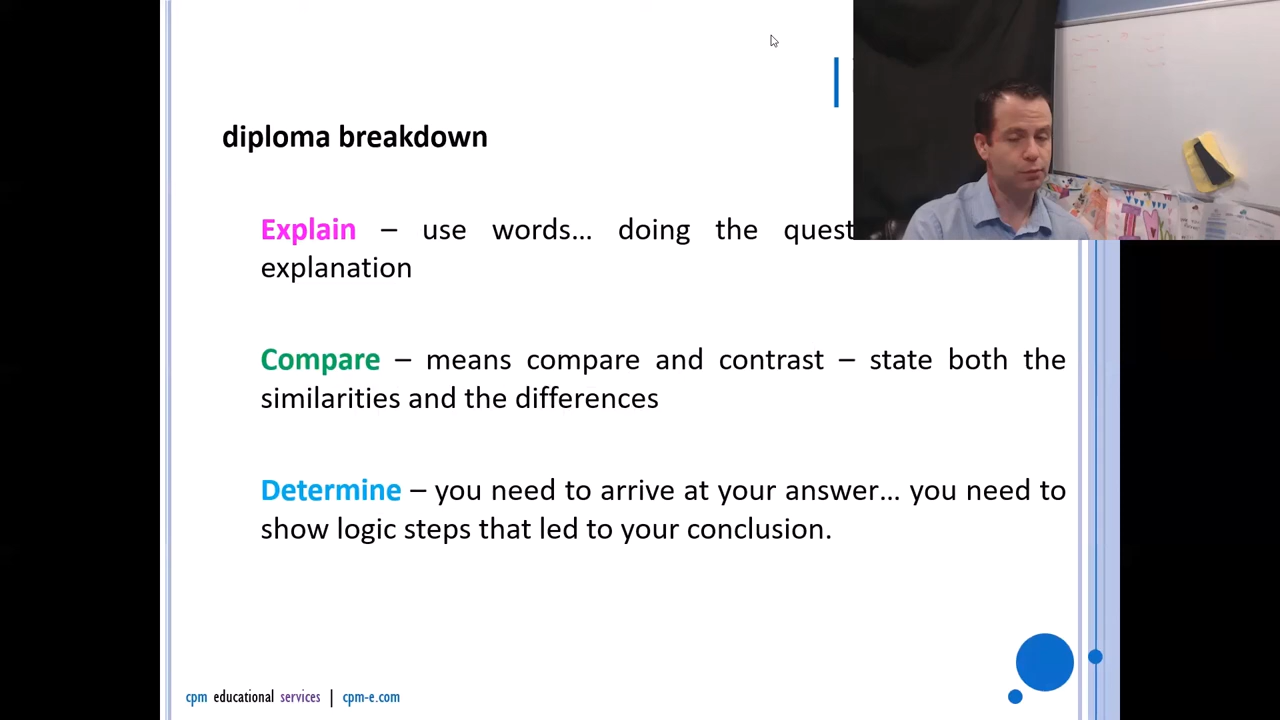 diploma breakdown
Explain – use words... doing the quest
explanation
Compare – means compare and contrast – state both the
similarities and the differences
Determine – you need to arrive at your answer... you need to
show logic steps that led to your conclusion.
cpm educational services | cpm-e.com